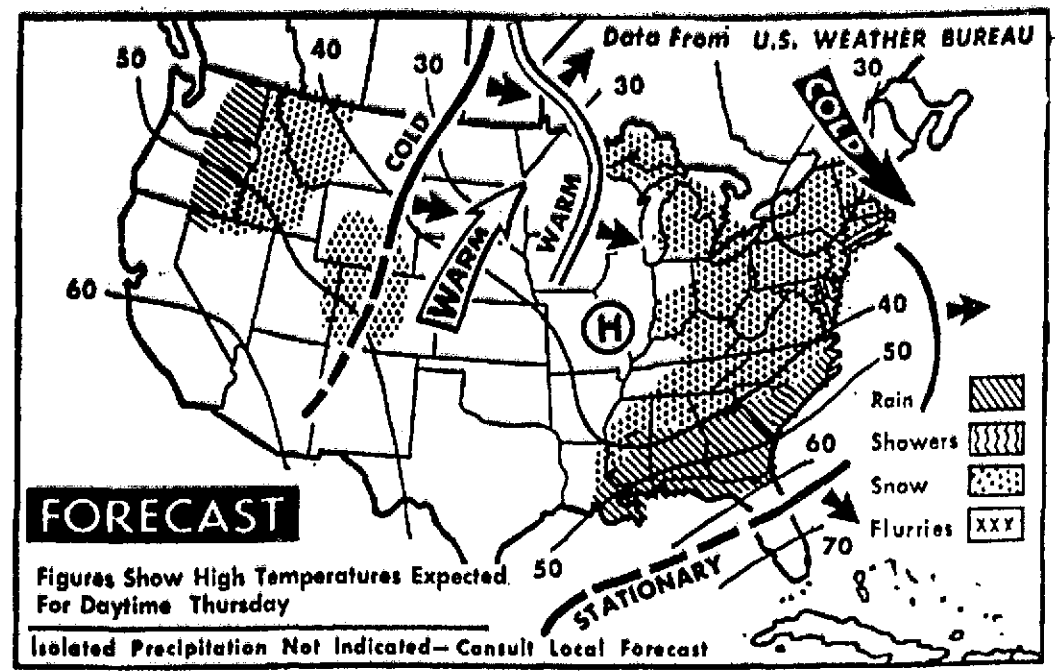 Data From U.S. WEATHER BUREAU
50
40
30
30
30
COLD
COLD
WARM
WARM
60
H
40
50
Rain
Showers
60
Snow
FORECAST
Flurries XXX
70
50
STATIONARY
Figures Show High Temperatures Expected.
For Daytime Thursday
Isolated Precipitation Not Indicated—Consult Local Forecast